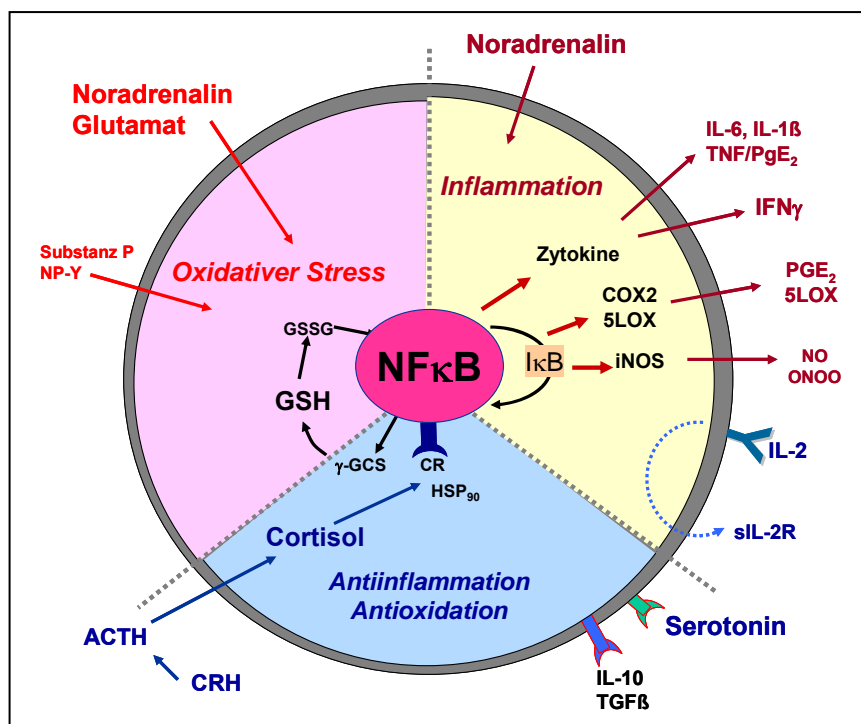 Noradrenalin
Noradrenalin
Glutamat
IL-6, IL-1ß
TNF/PgE₂
Inflammation
IFNγ
Substanz P
NP-Y
Oxidativer Stress
Zytokine
COX2
5LOX
PGE₂
5LOX
GSSG
NFκB
IκB
iNOS
NO
ONOO
GSH
γ-GCS
CR
HSP₉₀
IL-2
Cortisol
sIL-2R
Antiinflammation
Antioxidation
ACTH
Serotonin
CRH
IL-10
TGFß